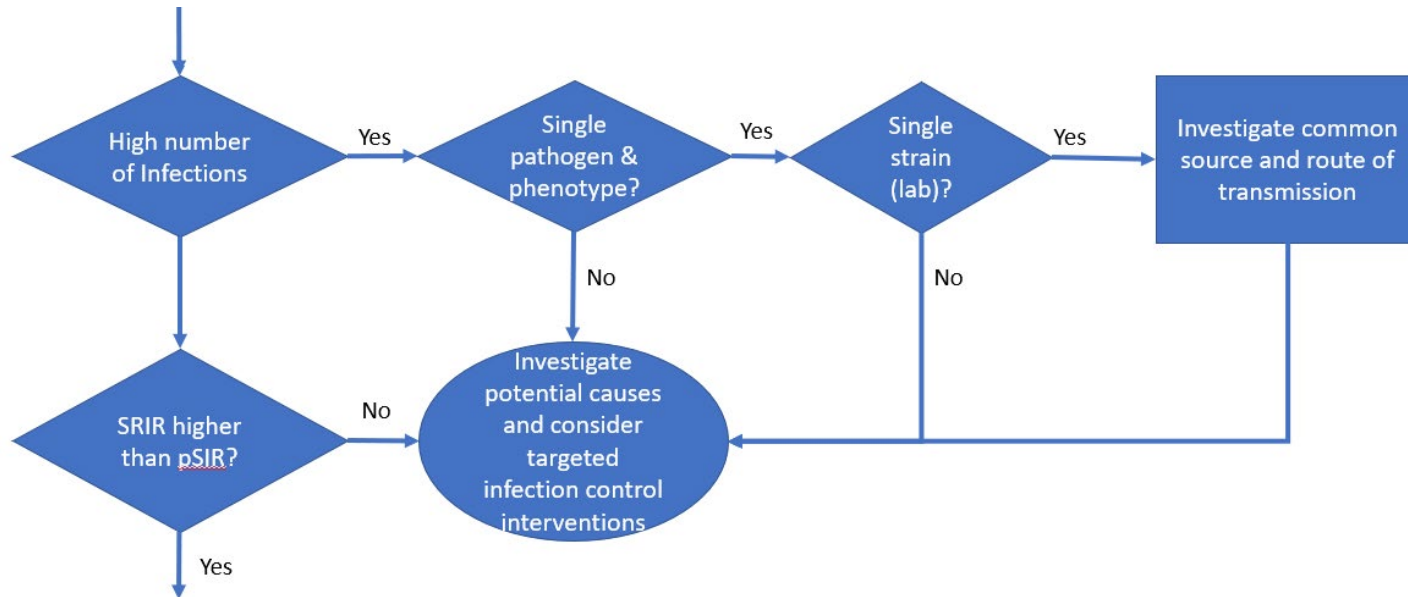 High number
of Infections
Yes
Single
pathogen &
phenotype?
Yes
Single
strain
(lab)?
Yes
Investigate common
source and route of
transmission
No
No
SRIR higher
than pSIR?
No
Investigate
potential causes
and consider
targeted
infection control
interventions
Yes